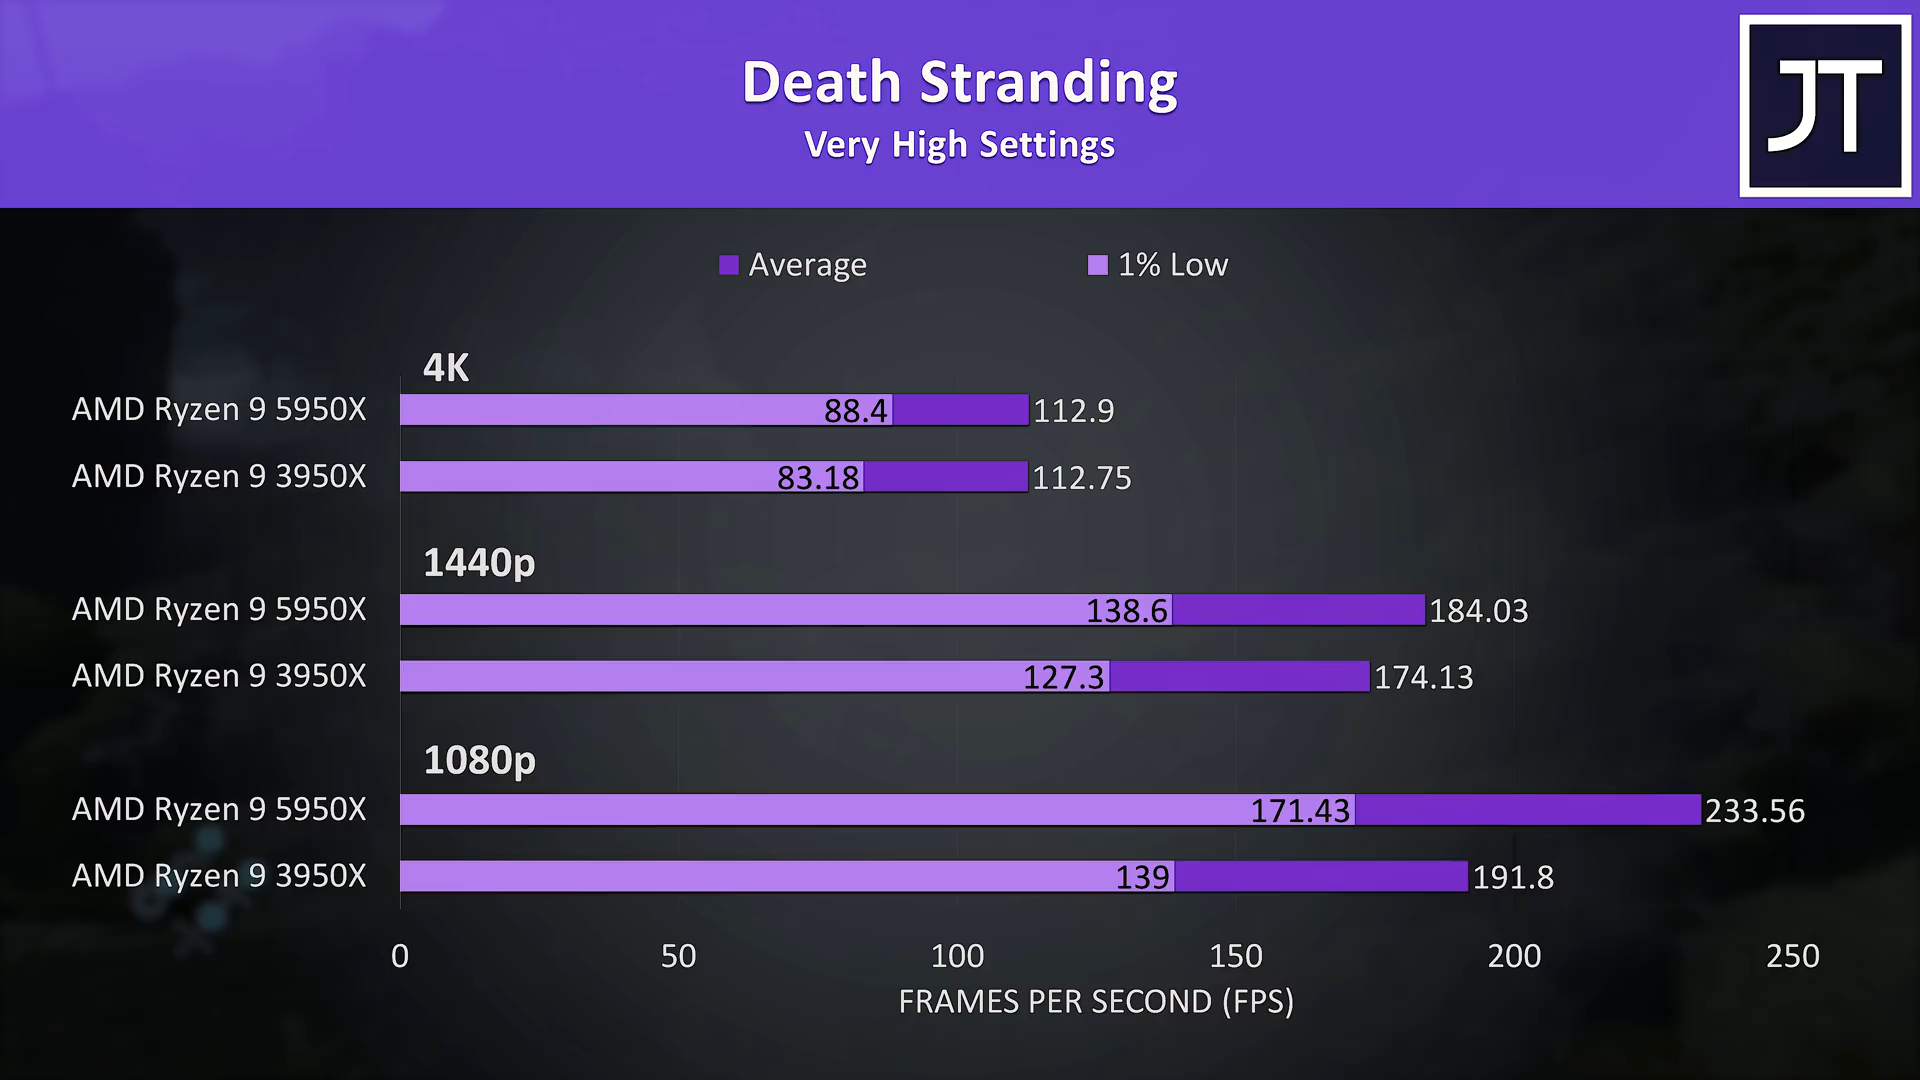 Death Stranding
Very High Settings
JT
Average
1% Low
4K
AMD Ryzen 9 5950X
88.4
112.9
AMD Ryzen 9 3950X
83.18
112.75
1440p
AMD Ryzen 9 5950X
138.6
184.03
AMD Ryzen 9 3950X
127.3
174.13
1080p
AMD Ryzen 9 5950X
171.43
233.56
AMD Ryzen 9 3950X
139
191.8
0 50 100 150 200 250
FRAMES PER SECOND (FPS)